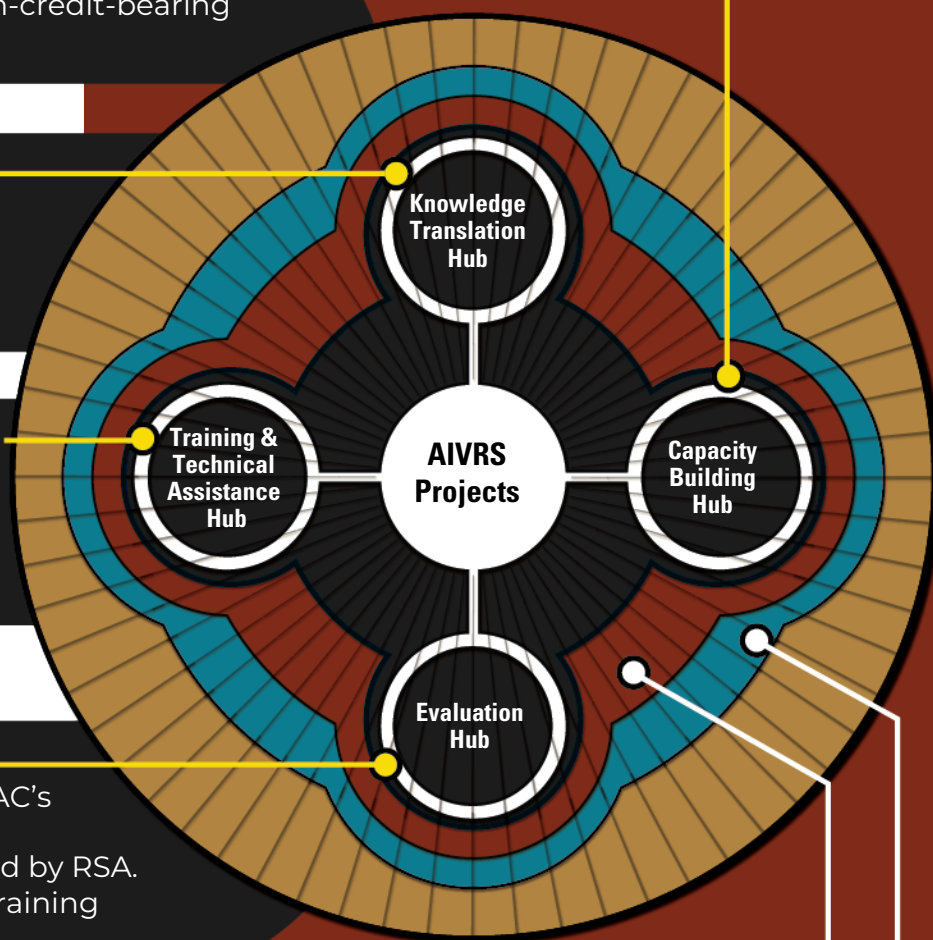 n-credit-bearing
Knowledge
Translation
Hub
Training &
Technical
Assistance
Hub
AIVRS
Projects
Capacity
Building
Hub
Evaluation
Hub
AC’s
d by RSA.
raining